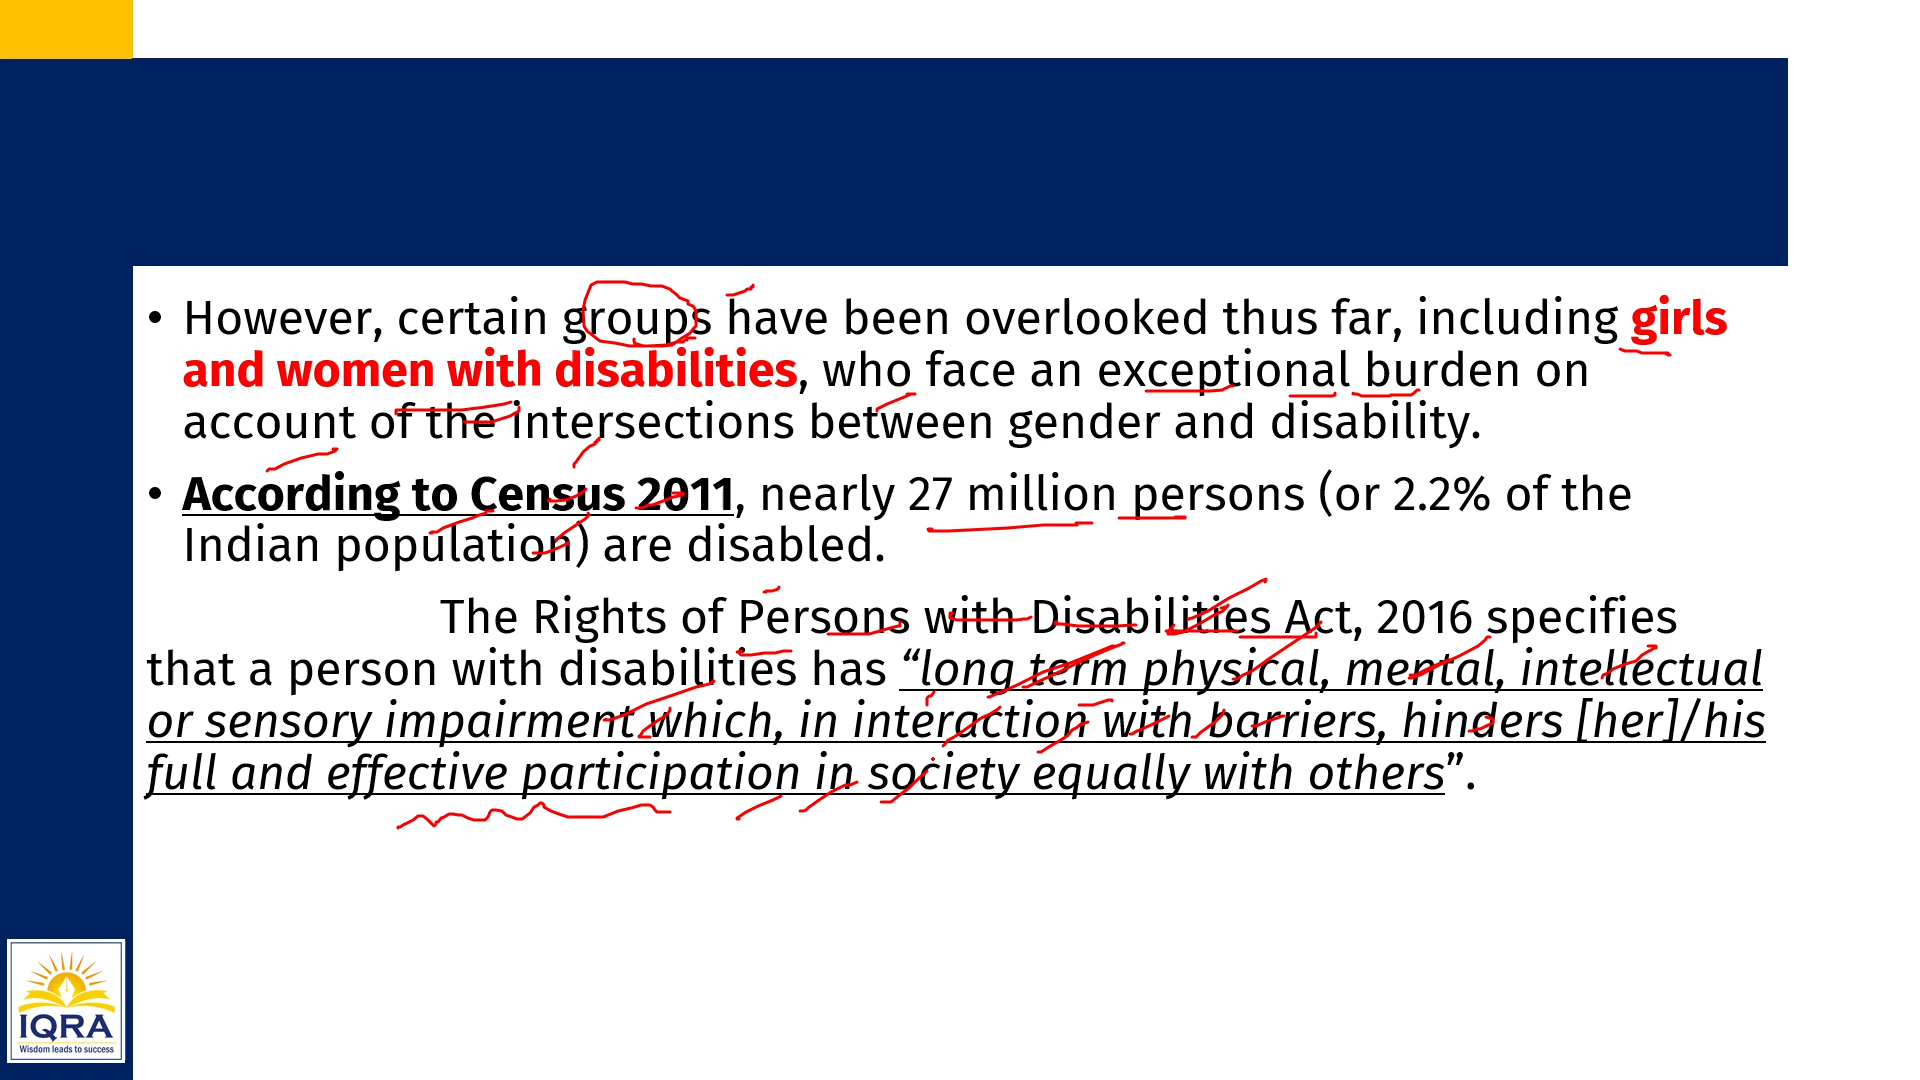 • However, certain groups have been overlooked thus far, including girls
and women with disabilities, who face an exceptional burden on
account of the intersections between gender and disability.
• According to Census 2011, nearly 27 million persons (or 2.2% of the
Indian population) are disabled.
The Rights of Persons with Disabilities Act, 2016 specifies
that a person with disabilities has “long term physical, mental, intellectual
or sensory impairment which, in interaction with barriers, hinders [her]/his
full and effective participation in society equally with others”.
IQRA
Wisdom leads to success